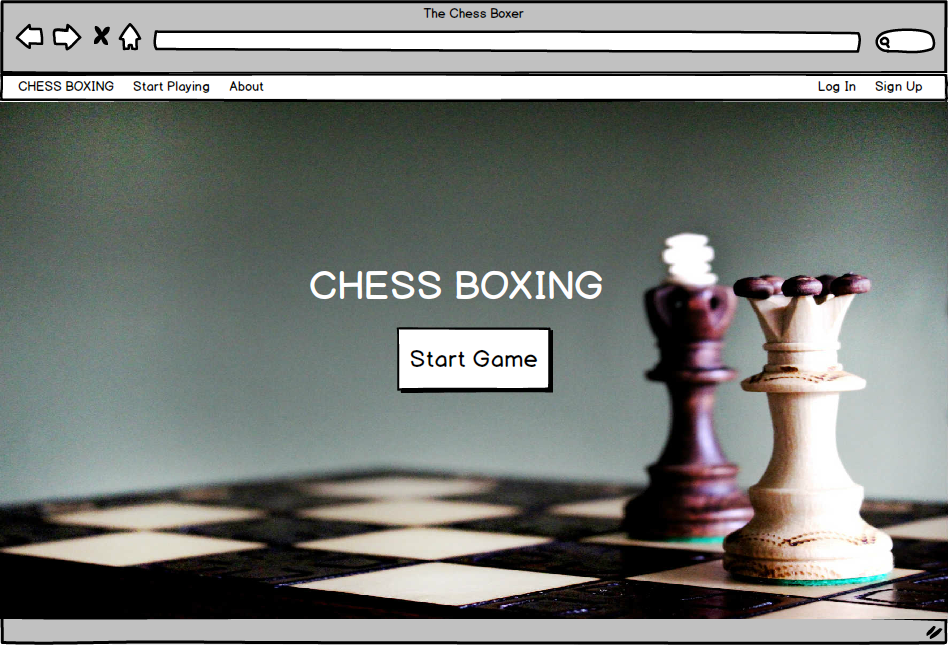 The Chess Boxer
CHESS BOXING Start Playing About Log In Sign Up
CHESS BOXING
Start Game